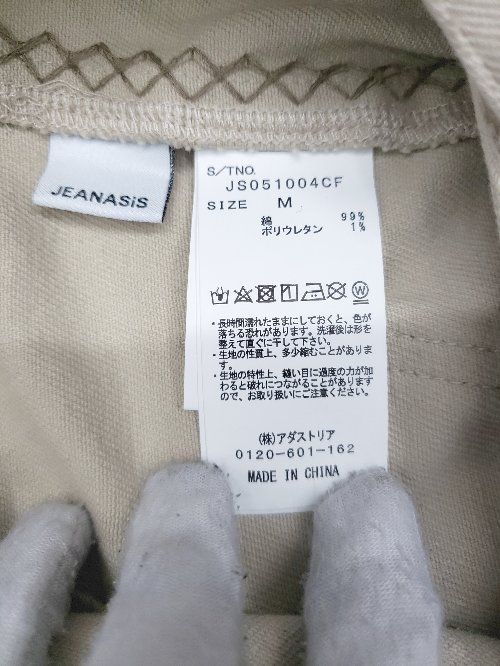 JEANASiS
S/TNO.
JS051004CF
SIZE M
綿 99%
ポリウレタン 1%
・長時間濡れたままにしておくと、色が
落ちる恐れがあります。洗濯後は形を
整えて直ぐに干して下さい。
・生地の性質上、多少縮むことがありま
す。
・生地の特性上、縫い目に過度の力が加
わると破れにつながることがあります
ので、お取り扱いにご注意ください。
(株)アダストリア
0120-601-162
MADE IN CHINA